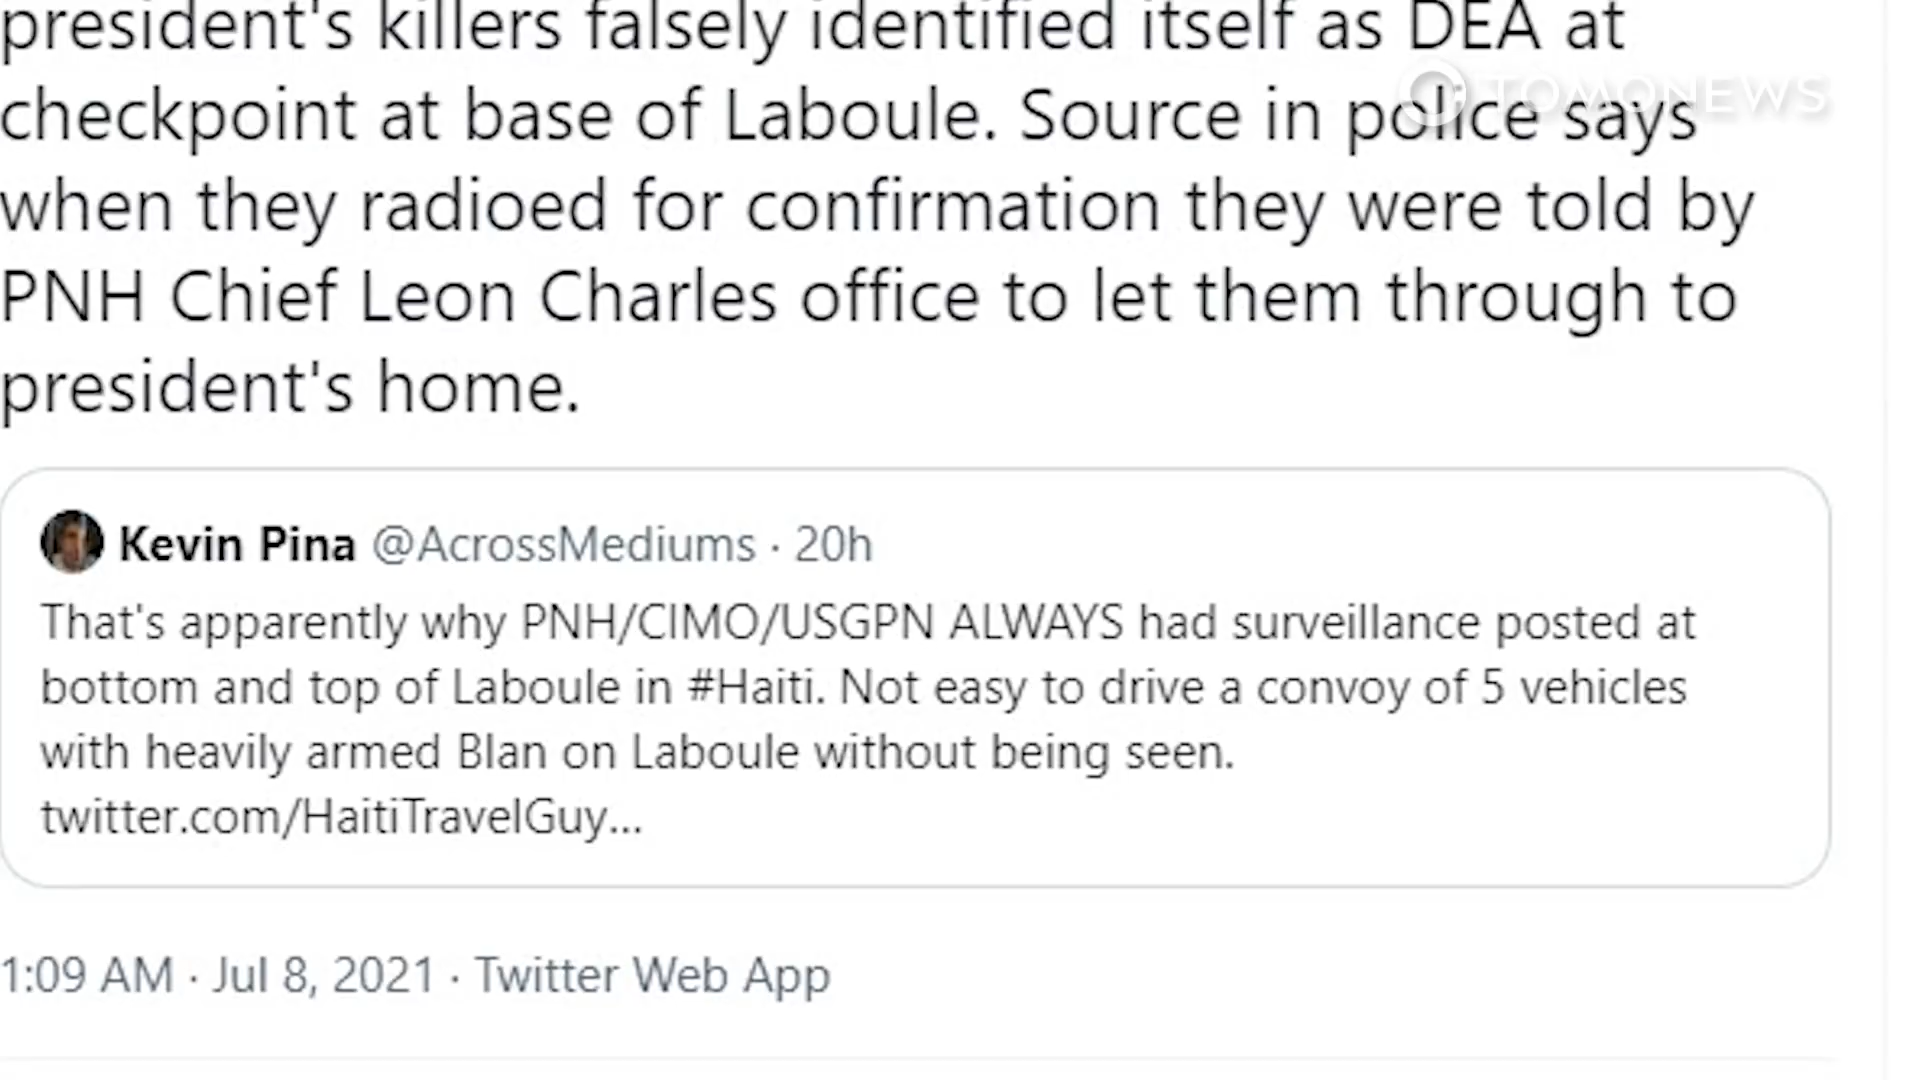 president's killers falsely identified itself as DEA at
TOMONEWS
checkpoint at base of Laboule. Source in police says
when they radioed for confirmation they were told by
PNH Chief Leon Charles office to let them through to
president's home.
Kevin Pina @AcrossMediums · 20h
That's apparently why PNH/CIMO/USGPN ALWAYS had surveillance posted at
bottom and top of Laboule in #Haiti. Not easy to drive a convoy of 5 vehicles
with heavily armed Blan on Laboule without being seen.
twitter.com/HaitiTravelGuy...
1:09 AM · Jul 8, 2021 · Twitter Web App